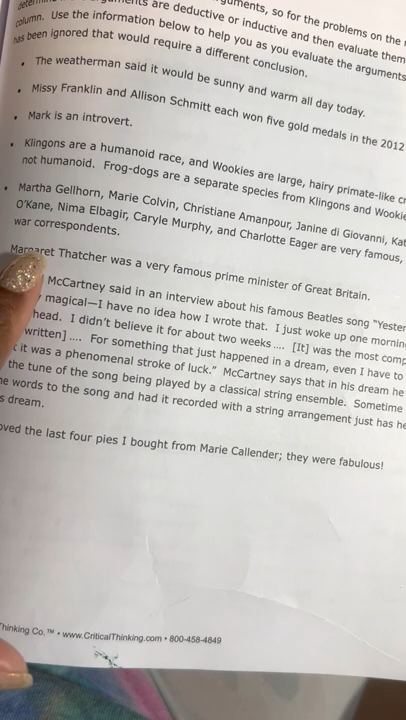 arguments are deductive or inductive and then evaluate them
column. Use the information below to help you as you evaluate the arguments
has been ignored that would require a different conclusion.
• The weatherman said it would be sunny and warm all day today.
• Missy Franklin and Allison Schmitt each won five gold medals in the 2012
• Mark is an introvert.
• Klingons are a humanoid race, and Wookies are large, hairy primate-like
not humanoid. Frog-dogs are a separate species from Klingons and Wookie
• Martha Gellhorn, Marie Colvin, Christiane Amanpour, Janine di Giovanni, Kat
O'Kane, Nima Elbagir, Caryle Murphy, and Charlotte Eager are very famous,
war correspondents.
Margaret Thatcher was a very famous prime minister of Great Britain.
McCartney said in an interview about his famous Beatles song "Yester
magical—I have no idea how I wrote that. I just woke up one mornin
head. I didn't believe it for about two weeks.... [It] was the most comp
written] .... For something that just happened in a dream, even I have to
it was a phenomenal stroke of luck." McCartney says that in his dream he
the tune of the song being played by a classical string ensemble. Sometime
words to the song and had it recorded with a string arrangement just
dream.
oved the last four pies I bought from Marie Callender; they were fabulous!
Thinking Co.™ • www.CriticalThinking.com • 800-458-4849